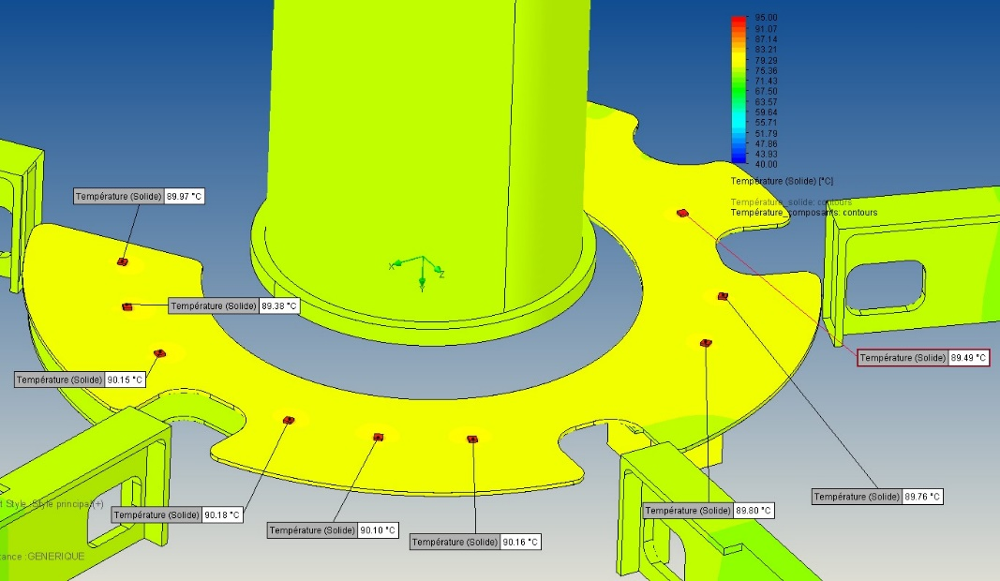 95.00
91.07
87.14
83.21
79.29
75.36
71.43
67.50
63.57
59.64
55.71
51.79
47.86
43.93
40.00
Température (Solide) [°C]
Température_solide: contours
Température_composants: contours
Température (Solide) 89.97 °C
X
Z
Y
Température (Solide) 89.38 °C
Température (Solide) 89.49 °C
Température (Solide) 90.15 °C
Température (Solide) 89.76 °C
t Style :Style principal(+)
Température (Solide) 90.18 °C
Température (Solide) 89.80 °C
Température (Solide) 90.10 °C
Température (Solide) 90.16 °C
tance :GENERIQUE